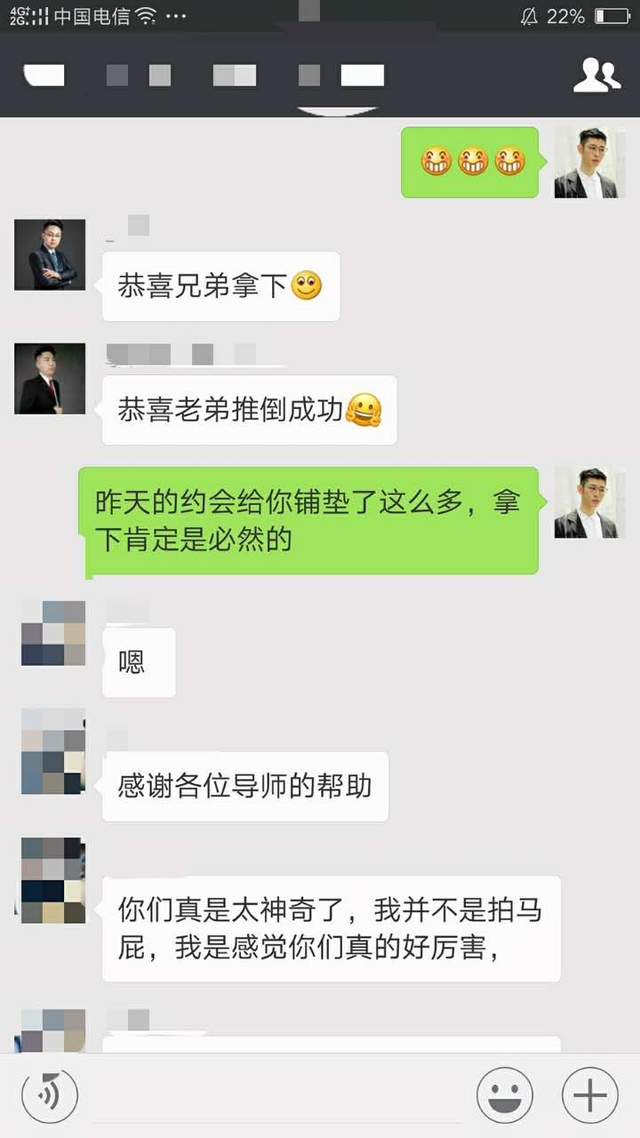 4G+
2G
中国电信
22%
恭喜兄弟拿下
恭喜老弟推倒成功
昨天的约会给你铺垫了这么多，拿
下肯定是必然的
嗯
感谢各位导师的帮助
你们真是太神奇了，我并不是拍马
屁，我是感觉你们真的好厉害，